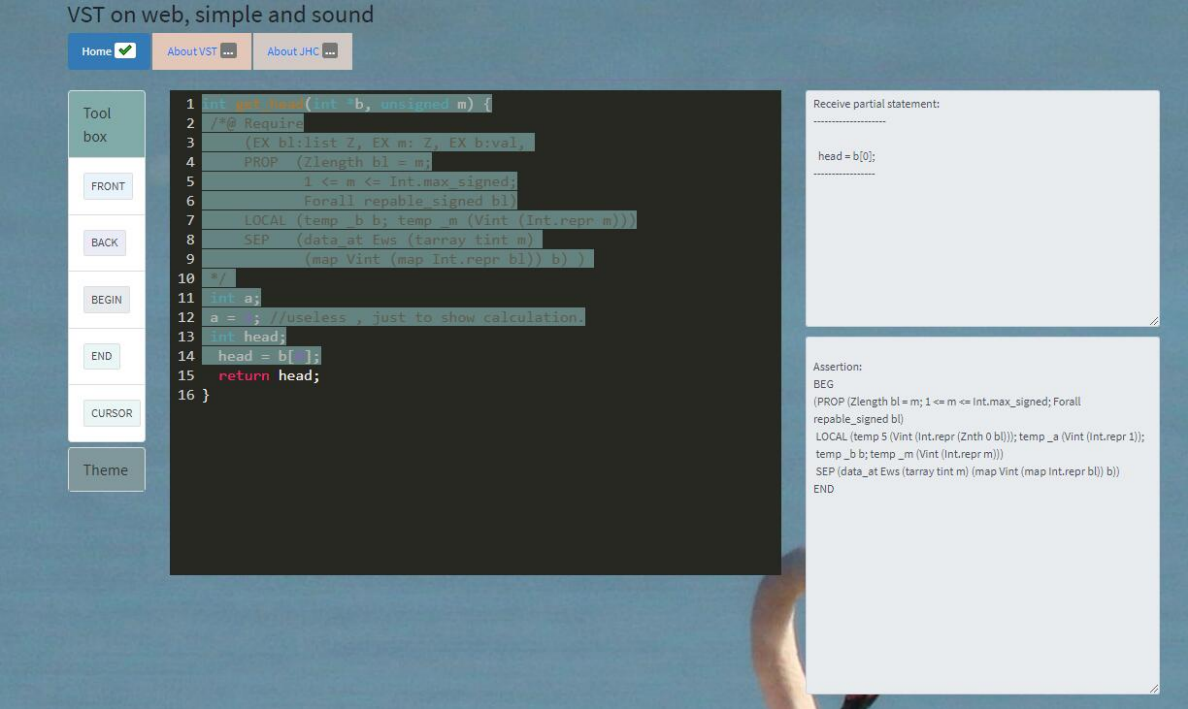 VST on web, simple and sound
Home ✔
About VST ...
About JHC ...
Tool
box
FRONT
BACK
BEGIN
END
CURSOR
Theme
1 int get_head(int *b, unsigned m) {
2 /*@ Require
3 (EX bl:list Z, EX m: Z, EX b:val,
4 PROP (Zlength bl = m;
5 1 <= m <= Int.max_signed;
6 Forall repable_signed bl)
7 LOCAL (temp _b b; temp _m (Vint (Int.repr m)))
8 SEP (data_at Ews (tarray tint m)
9 (map Vint (map Int.repr bl)) b) )
10 */
11 int a;
12 a = ; //useless , just to show calculation.
13 int head;
14 head = b[ ];
15 return head;
16 }
Receive partial statement:
--------------------
head = b[0];
-----------------
Assertion:
BEG
(PROP (Zlength bl = m; 1 <= m <= Int.max_signed; Forall
repable_signed bl)
LOCAL (temp 5 (Vint (Int.repr (Znth 0 bl))); temp _a (Vint (Int.repr 1));
temp _b b; temp _m (Vint (Int.repr m)))
SEP (data_at Ews (tarray tint m) (map Vint (map Int.repr bl)) b))
END